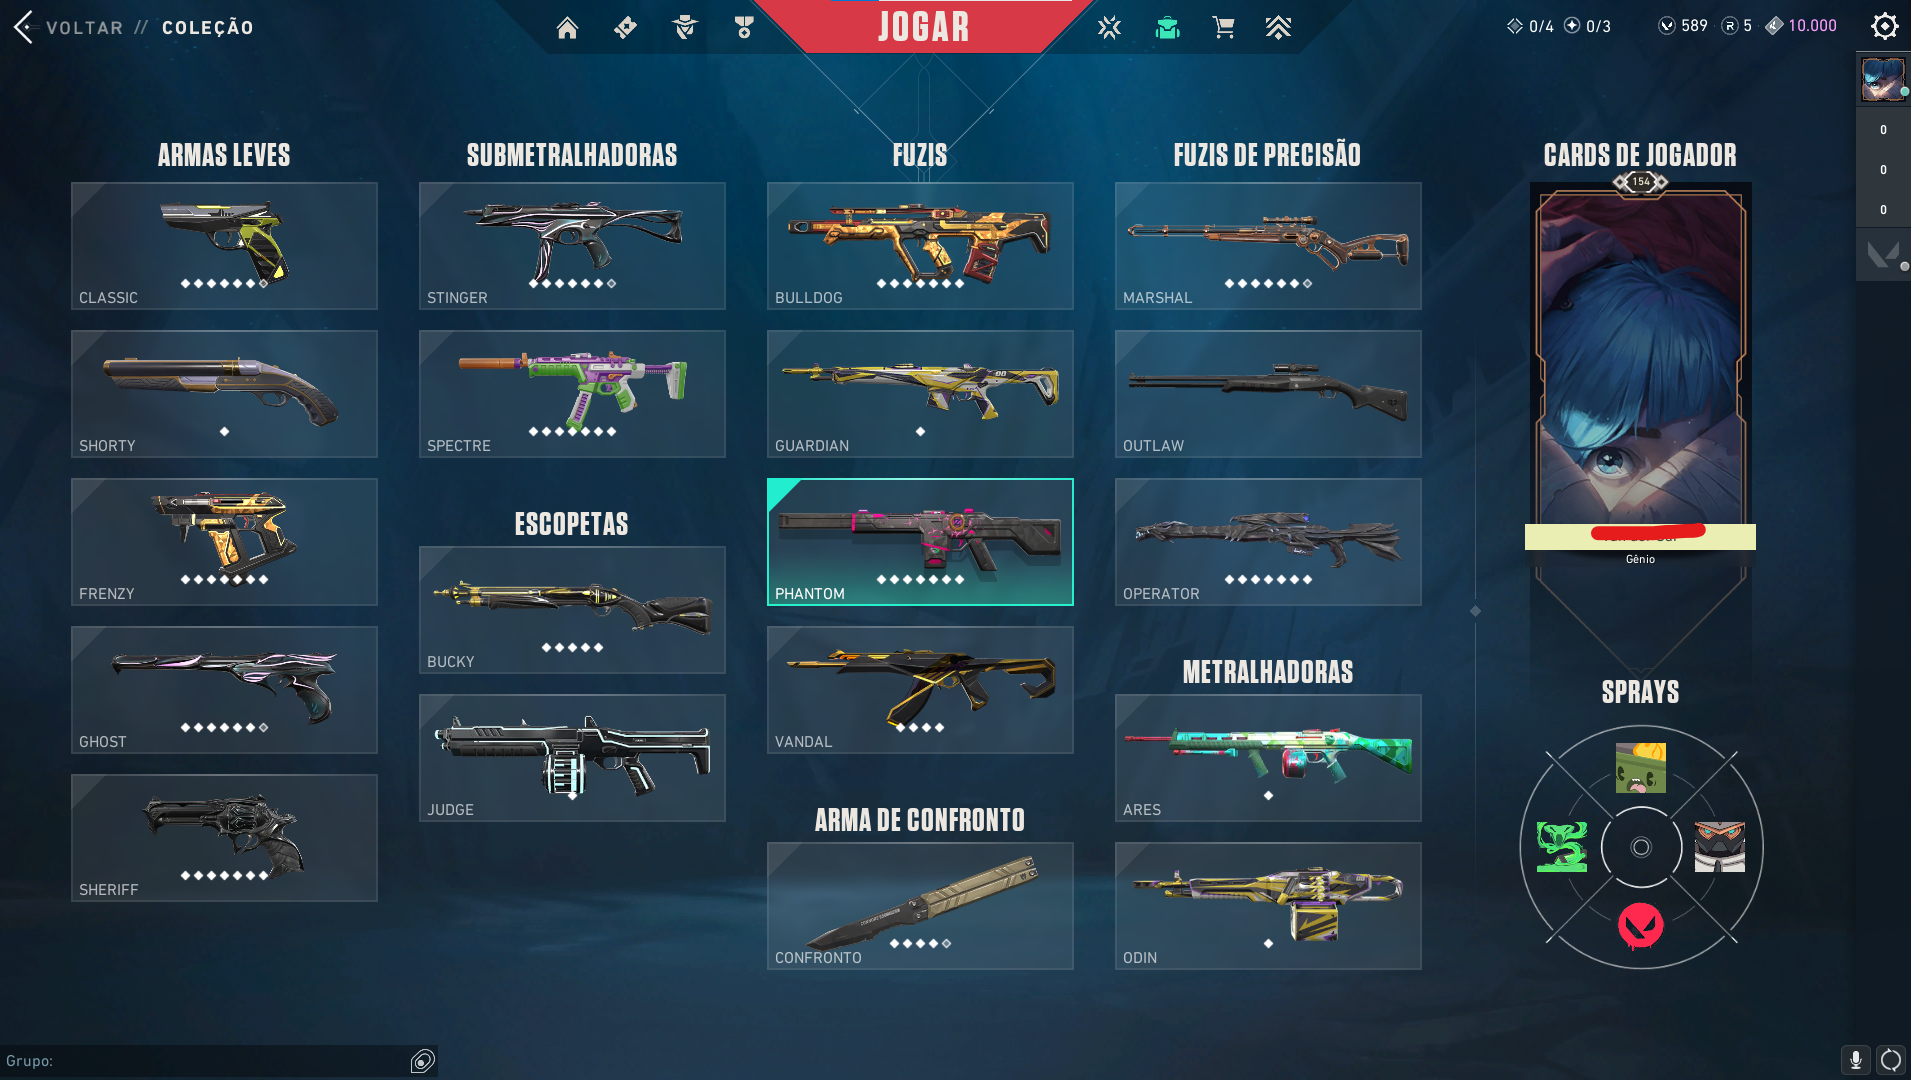 VOLTAR // COLEÇÃO
JOGAR
0/4 0/3 589 R 5 10.000
0
0
0
ARMAS LEVES
CLASSIC
SHORTY
FRENZY
GHOST
SHERIFF
SUBMETRALHADORAS
STINGER
SPECTRE
ESCOPETAS
BUCKY
JUDGE
FUZIS
BULLDOG
GUARDIAN
PHANTOM
VANDAL
ARMA DE CONFRONTO
CONFRONTO
FUZIS DE PRECISÃO
MARSHAL
OUTLAW
OPERATOR
METRALHADORAS
ARES
ODIN
CARDS DE JOGADOR
154
Gênio
SPRAYS
Grupo: